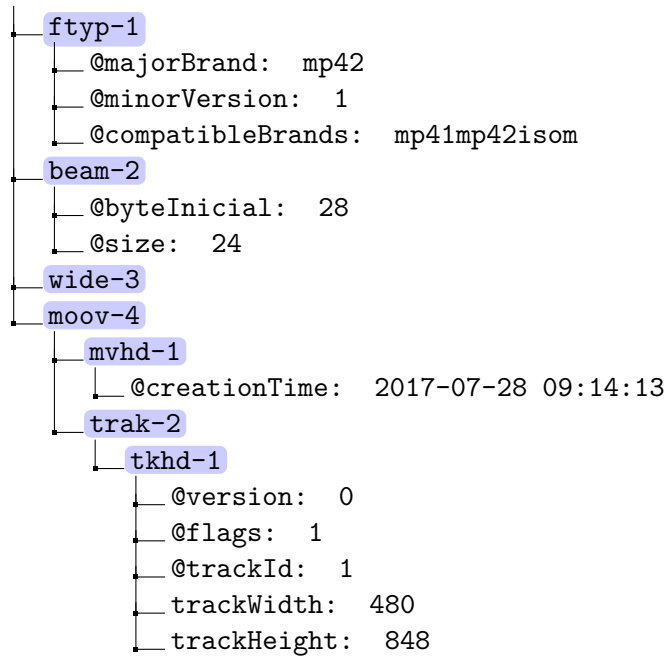 ftyp-1
@majorBrand: mp42
@minorVersion: 1
@compatibleBrands: mp41mp42isom
beam-2
@byteInicial: 28
@size: 24
wide-3
moov-4
mvhd-1
@creationTime: 2017-07-28 09:14:13
trak-2
tkhd-1
@version: 0
@flags: 1
@trackId: 1
trackWidth: 480
trackHeight: 848